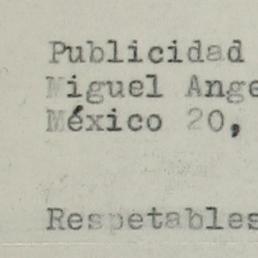 Publicidad
Miguel Ange
México 20,
Respetables